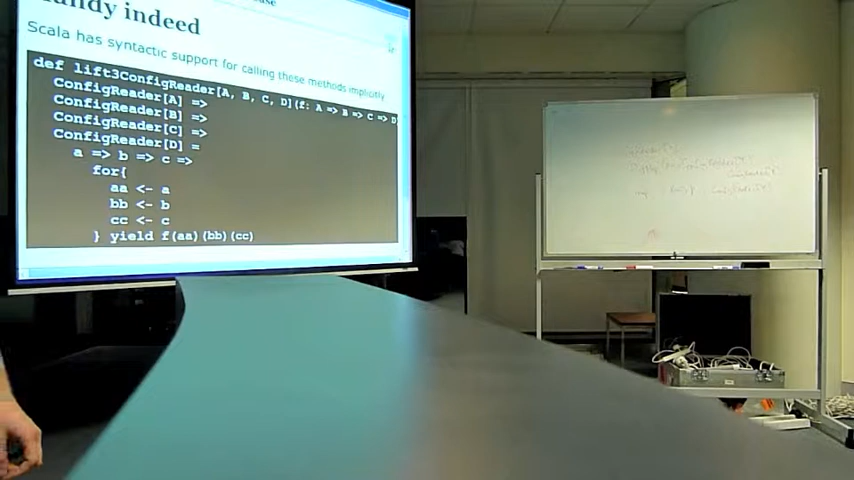 andy indeed
Scala has syntactic support for calling these methods implicitly
def lift3ConfigReader[A, B, C, D](f: A => B => C => D
ConfigReader[A] =>
ConfigReader[B] =>
ConfigReader[C] =>
ConfigReader[D] =
a => b => c =>
for{
aa <- a
bb <- b
cc <- c
} yield f(aa)(bb)(cc)